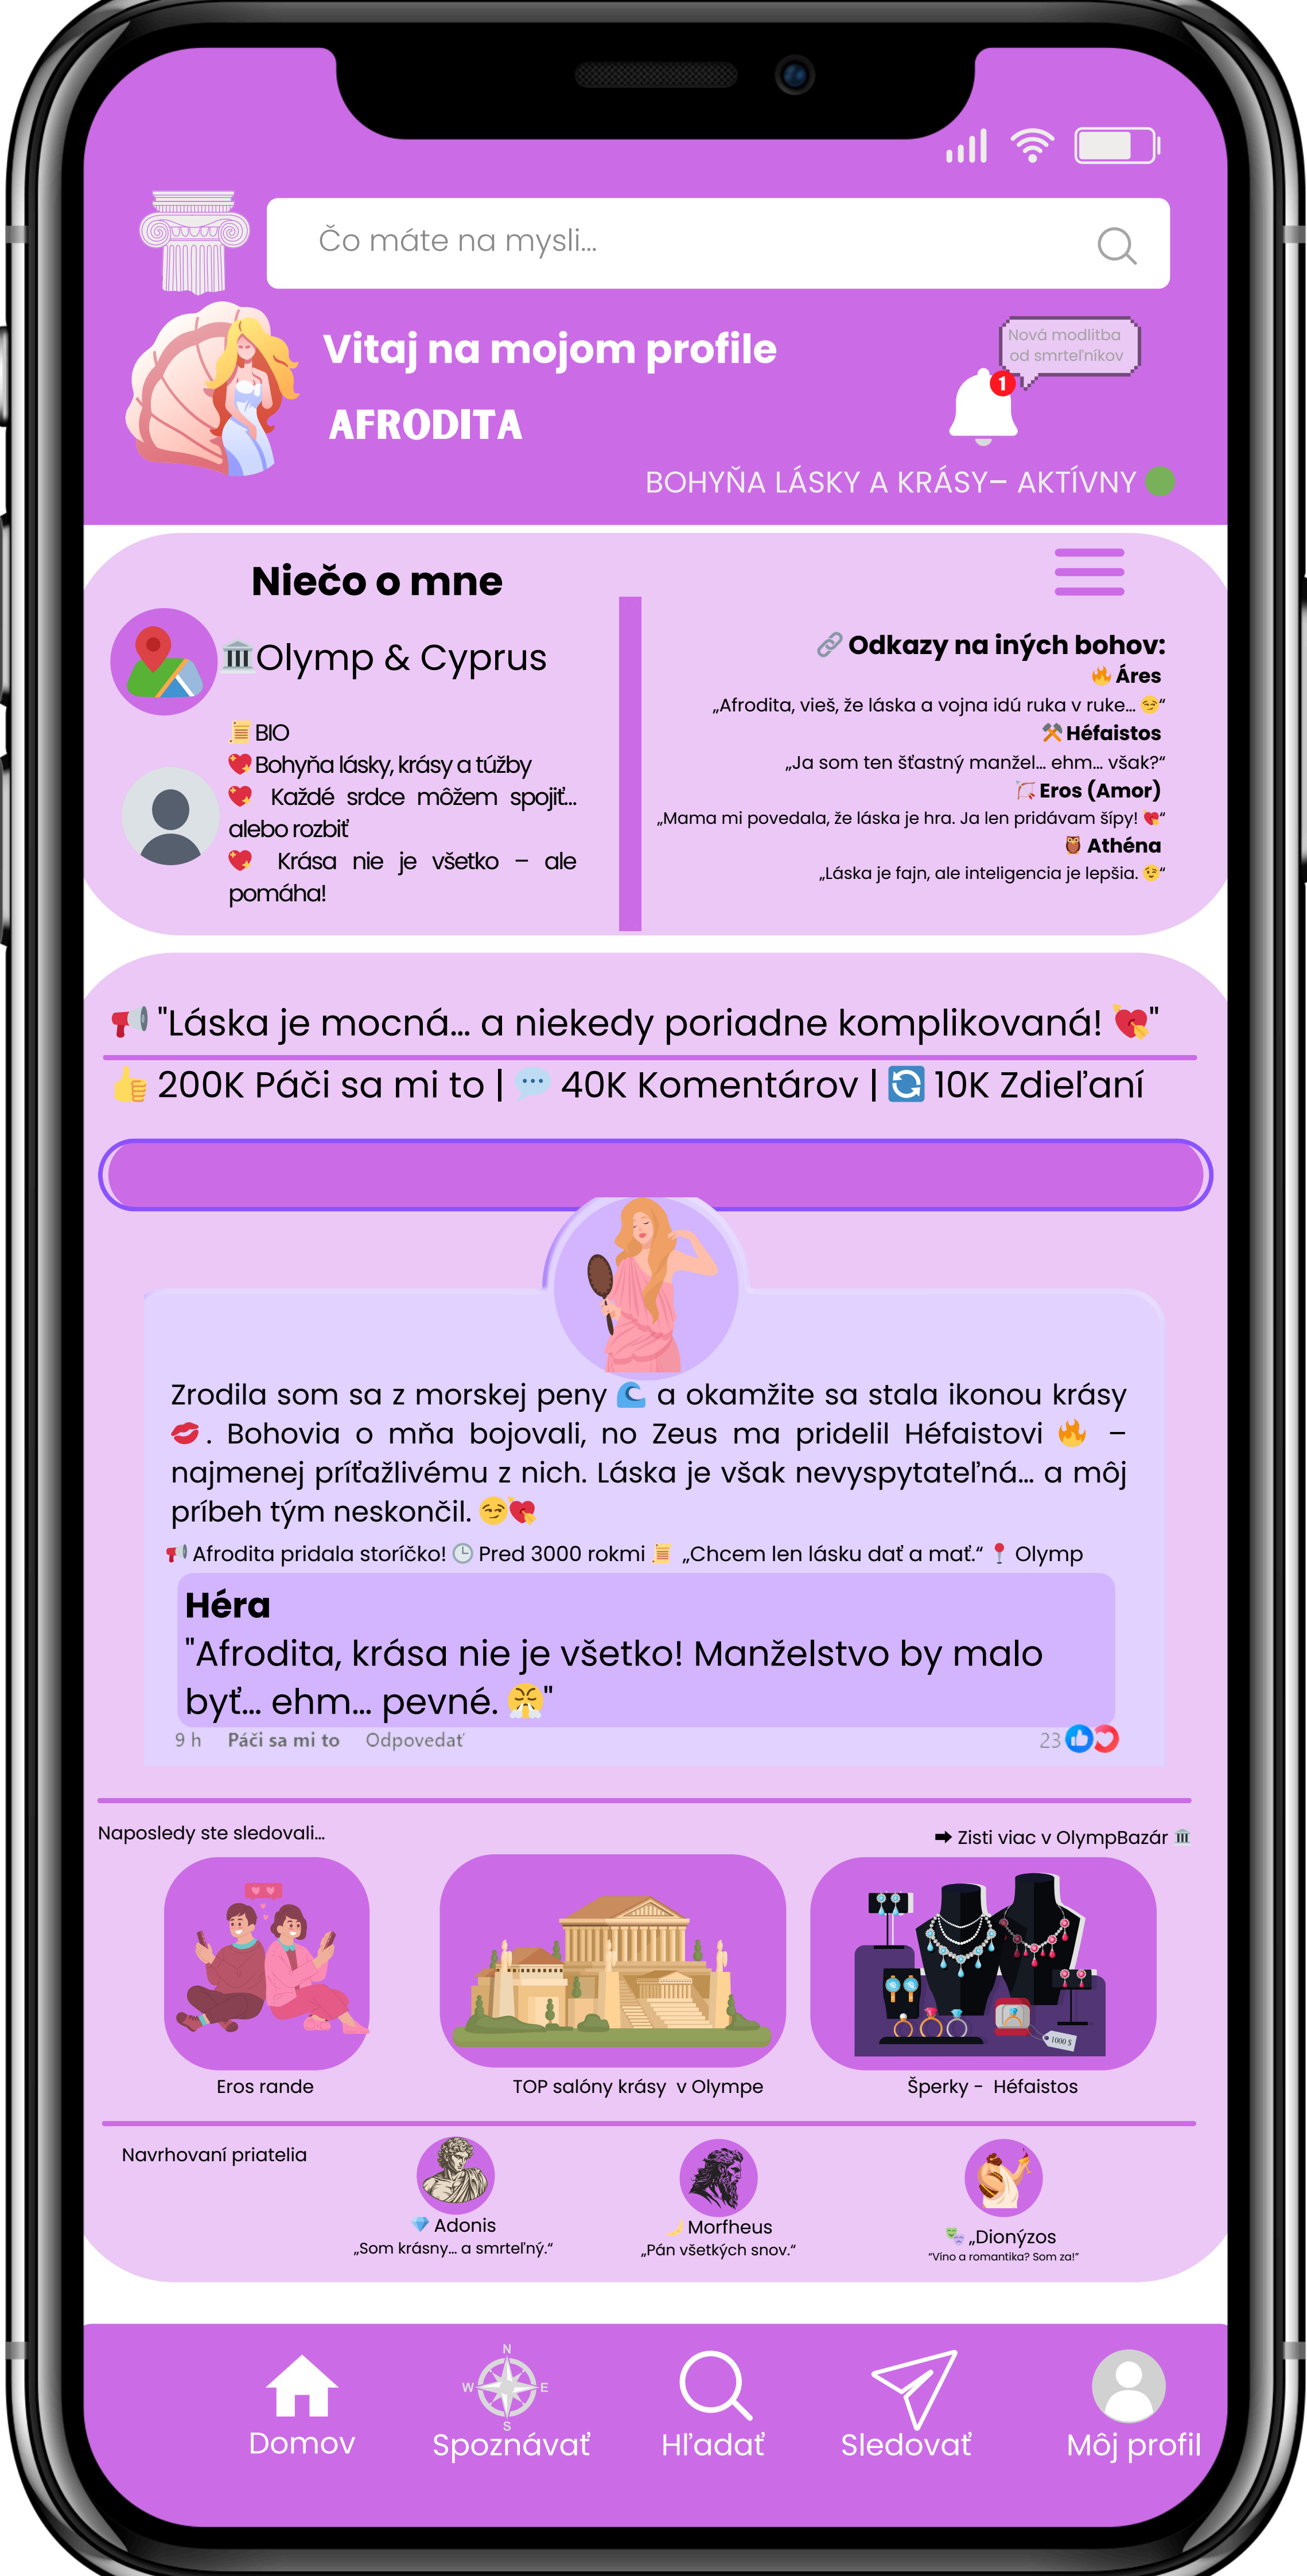 Čo máte na mysli...
Vitaj na mojom profile
AFRODITA
Nová modlitba
od smrteľníkov
1
BOHYŇA LÁSKY A KRÁSY– AKTÍVNY
Niečo o mne
🏛️Olymp & Cyprus
📜BIO
💖Bohyňa lásky, krásy a túžby
💖 Každé srdce môžem spojiť...
alebo rozbiť
💖 Krása nie je všetko – ale
pomáha!
🔗 Odkazy na iných bohov:
🔥Áres
„Afrodita, vieš, že láska a vojna idú ruka v ruke... 😏“
⚒️Héfaistos
„Ja som ten šťastný manžel... ehm... však?“
🏹Eros (Amor)
„Mama mi povedala, že láska je hra. Ja len pridávam šípy! 💘“
🦉 Athéna
„Láska je fajn, ale inteligencia je lepšia. 😉“
📢 "Láska je mocná... a niekedy poriadne komplikovaná! 💘"
👍 200K Páči sa mi to | 💬 40K Komentárov | 🔄 10K Zdieľaní
Zrodila som sa z morskej peny 🌊 a okamžite sa stala ikonou krásy
💋. Bohovia o mňa bojovali, no Zeus ma pridelil Héfaistovi 🔥 –
najmenej príťažlivému z nich. Láska je však nevyspytateľná... a môj
príbeh tým neskončil. 😏💘
📢 Afrodita pridala storíčko! 🕒 Pred 3000 rokmi 📜 „Chcem len lásku dať a mať.“ 📍 Olymp
Héra
"Afrodita, krása nie je všetko! Manželstvo by malo
byť... ehm... pevné. 😤"
9 h Páči sa mi to Odpovedať 23
Naposledy ste sledovali...
➡ Zisti viac v OlympBazár 🏛️
1000 $
Eros rande
TOP salóny krásy v Olympe
Šperky - Héfaistos
Navrhovaní priatelia
💎 Adonis
„Som krásny... a smrteľný.“
🌙Morfheus
„Pán všetkých snov.“
🎭 „Dionýzos
“Víno a romantika? Som za!”
N
W E
S
Domov
Spoznávať
Hľadať
Sledovať
Môj profil